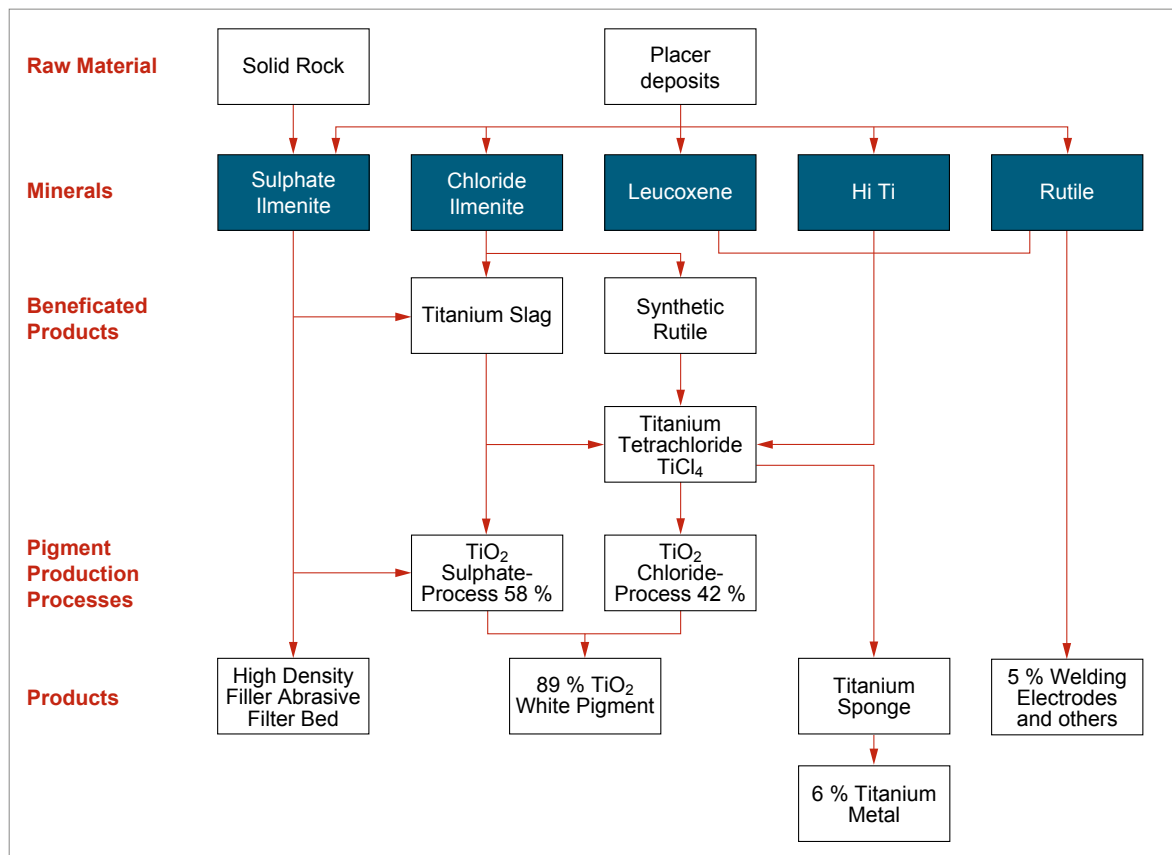 Raw Material
Solid Rock
Placer
deposits
Minerals
Sulphate
Ilmenite
Chloride
Ilmenite
Leucoxene
Hi Ti
Rutile
Beneficated
Products
Titanium Slag
Synthetic
Rutile
Titanium
Tetrachloride
TiCl4
Pigment
Production
Processes
TiO2
Sulphate-
Process 58 %
TiO2
Chloride-
Process 42 %
Products
High Density
Filler Abrasive
Filter Bed
89 % TiO2
White Pigment
Titanium
Sponge
5 % Welding
Electrodes
and others
6 % Titanium
Metal